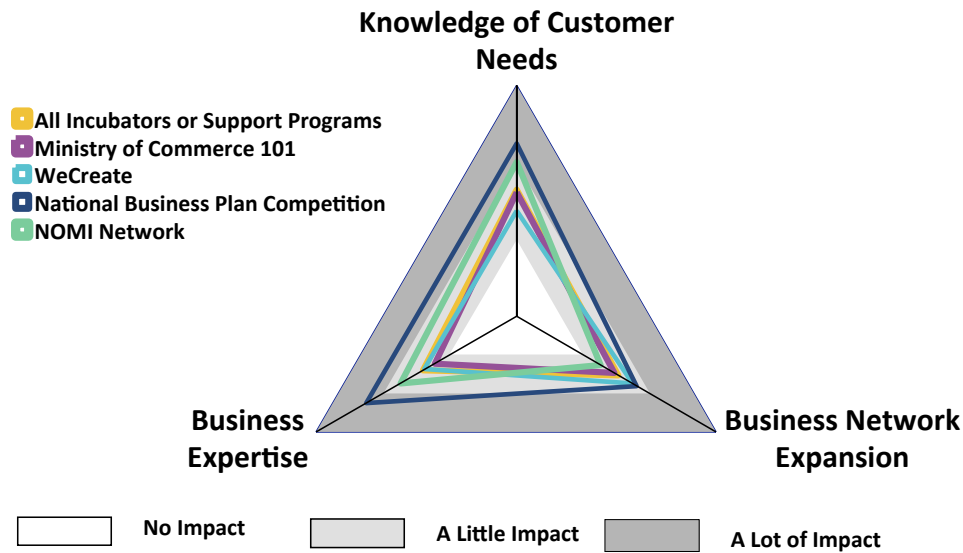 Knowledge of Customer
Needs
All Incubators or Support Programs
Ministry of Commerce 101
WeCreate
National Business Plan Competition
NOMI Network
Business
Expertise
Business Network
Expansion
No Impact
A Little Impact
A Lot of Impact